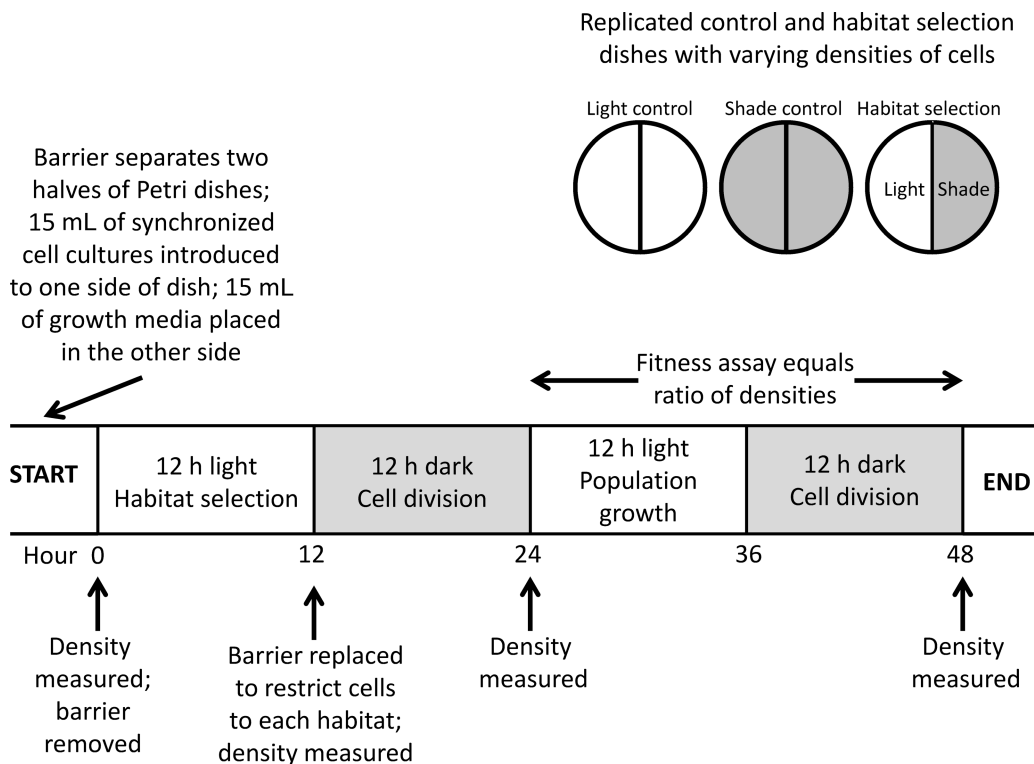 Replicated control and habitat selection
dishes with varying densities of cells
Light control
Shade control
Habitat selection
Light
Shade
Barrier separates two
halves of Petri dishes;
15 mL of synchronized
cell cultures introduced
to one side of dish; 15 mL
of growth media placed
in the other side
Fitness assay equals
ratio of densities
START
12 h light
Habitat selection
12 h dark
Cell division
12 h light
Population
growth
12 h dark
Cell division
END
Hour 0 12 24 36 48
Density
measured;
barrier
removed
Barrier replaced
to restrict cells
to each habitat;
density measured
Density
measured
Density
measured